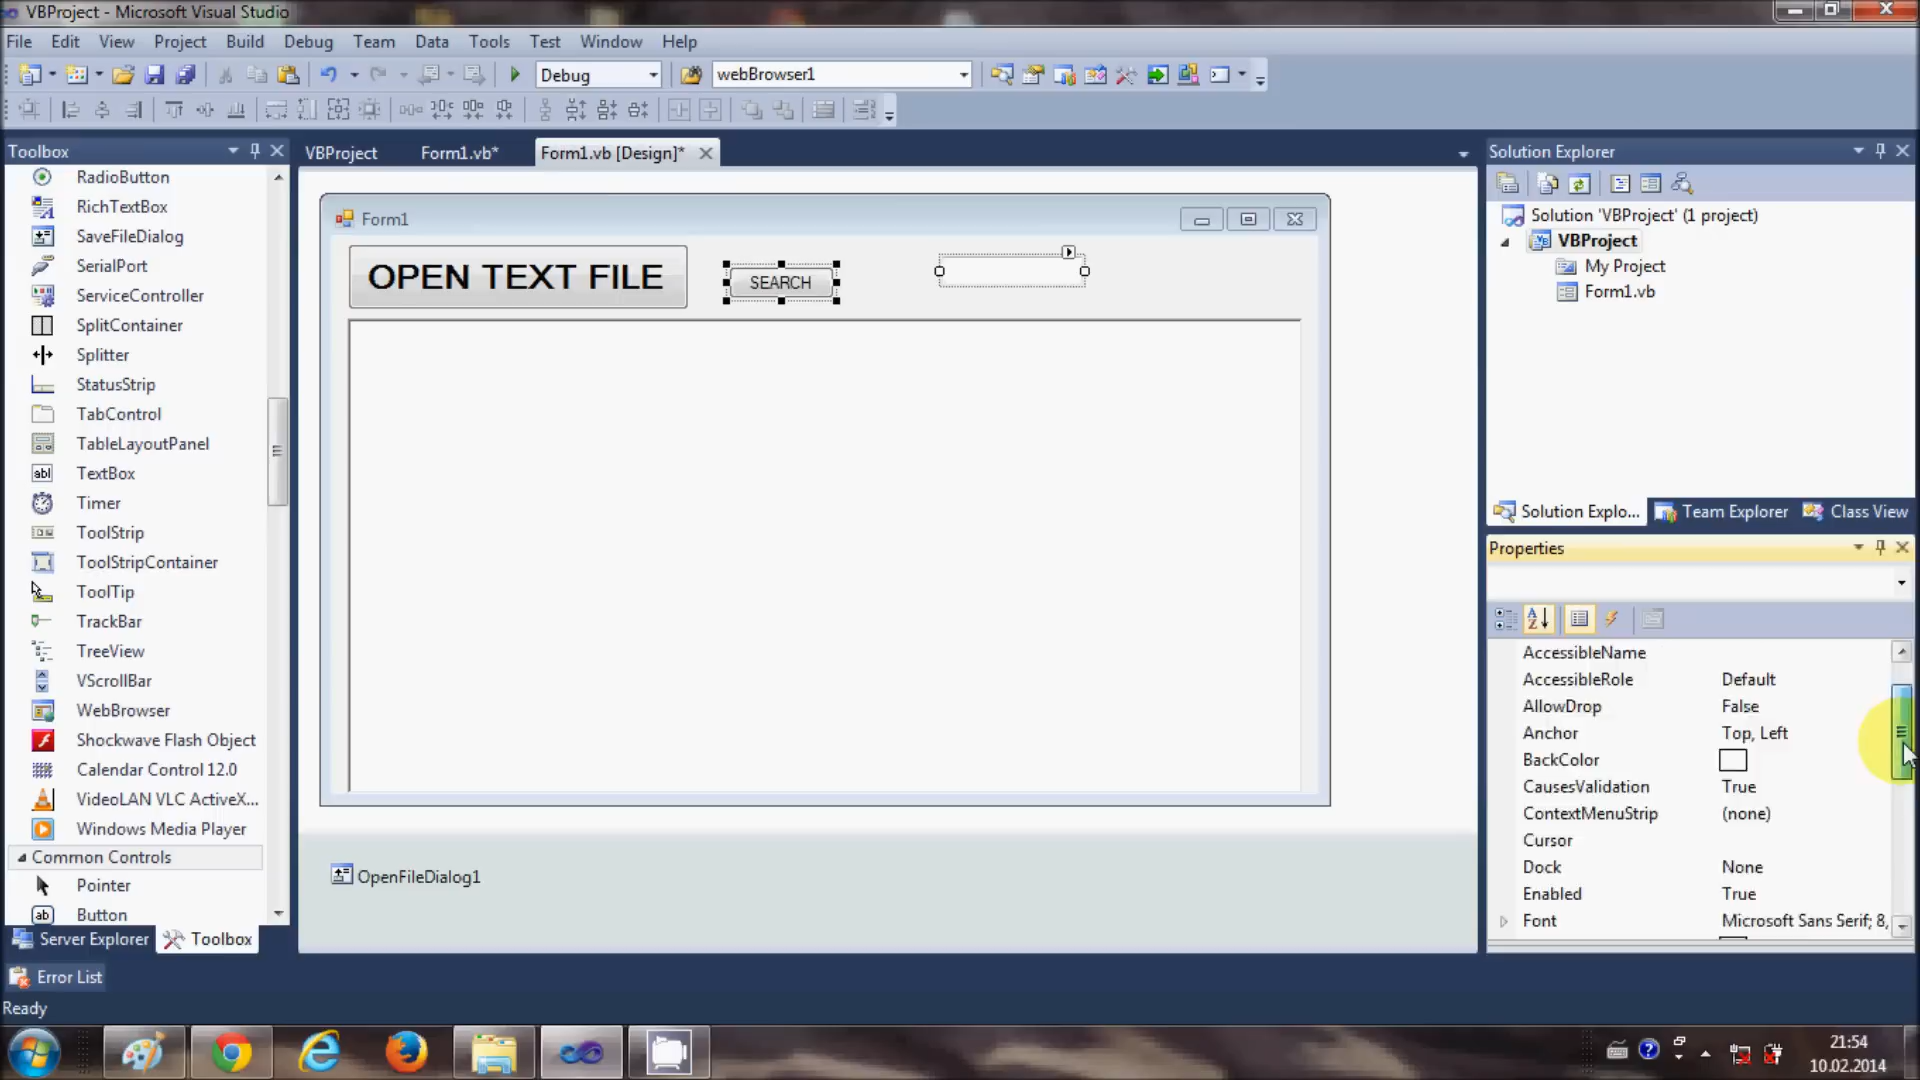 VBProject - Microsoft Visual Studio
File Edit View Project Build Debug Team Data Tools Test Window Help
Debug webBrowser1
Toolbox
RadioButton
RichTextBox
SaveFileDialog
SerialPort
ServiceController
SplitContainer
Splitter
StatusStrip
TabControl
TableLayoutPanel
TextBox
Timer
ToolStrip
ToolStripContainer
ToolTip
TrackBar
TreeView
VScrollBar
WebBrowser
Shockwave Flash Object
Calendar Control 12.0
VideoLAN VLC ActiveX...
Windows Media Player
Common Controls
Pointer
Button
Server Explorer Toolbox
VBProject Form1.vb* Form1.vb [Design]*
Form1
OPEN TEXT FILE SEARCH
OpenFileDialog1
Solution Explorer
Solution 'VBProject' (1 project)
VBProject
My Project
Form1.vb
Solution Explo... Team Explorer Class View
Properties
AccessibleName
AccessibleRole Default
AllowDrop False
Anchor Top, Left
BackColor
CausesValidation True
ContextMenuStrip (none)
Cursor
Dock None
Enabled True
Font Microsoft Sans Serif; 8,
Error List
Ready
21:54
10.02.2014